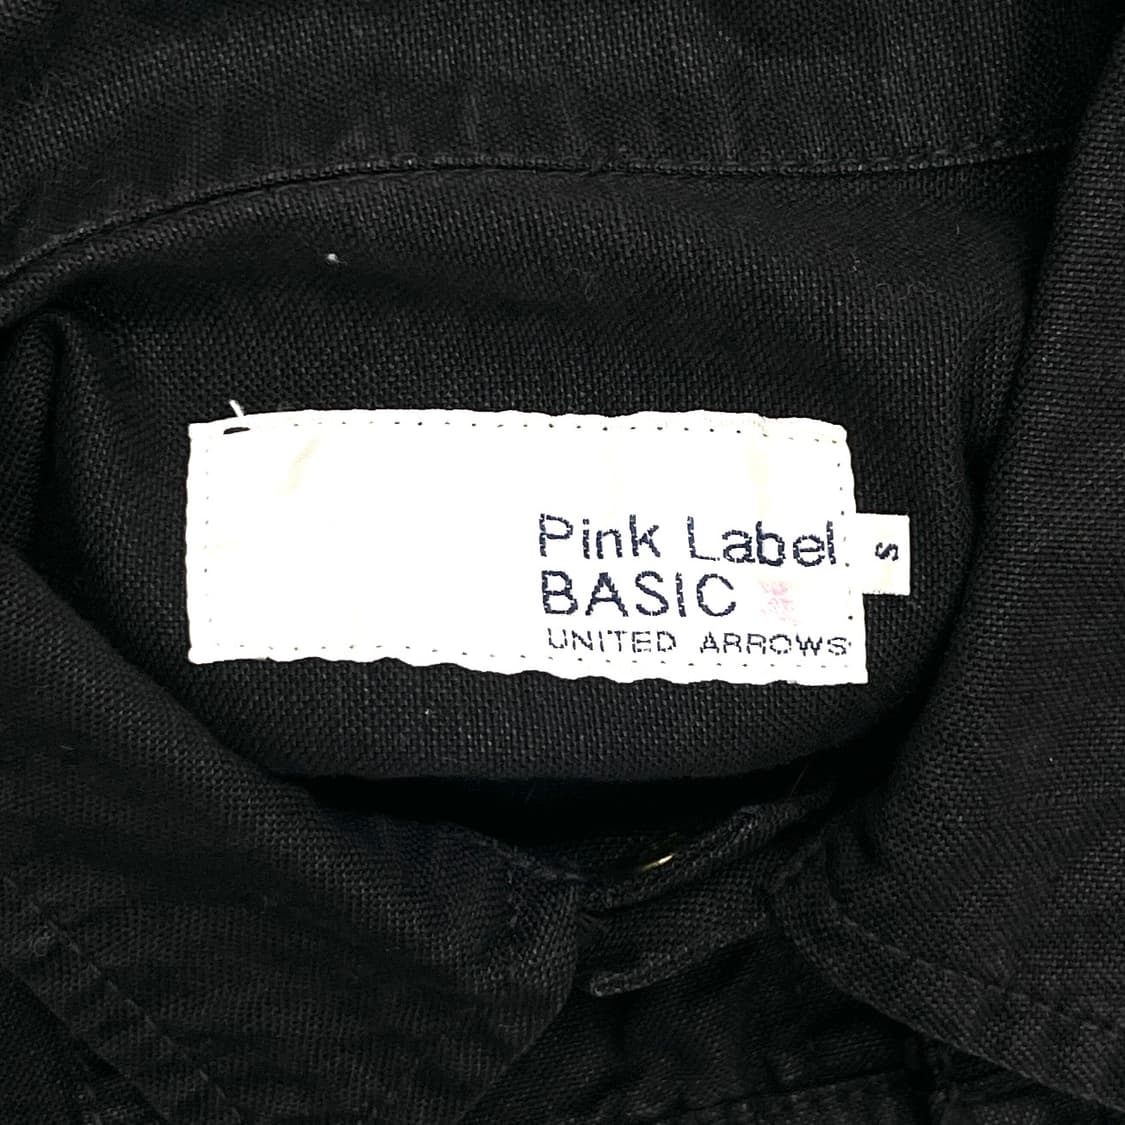 Pink Label
BASIC
UNITED ARROWS
S